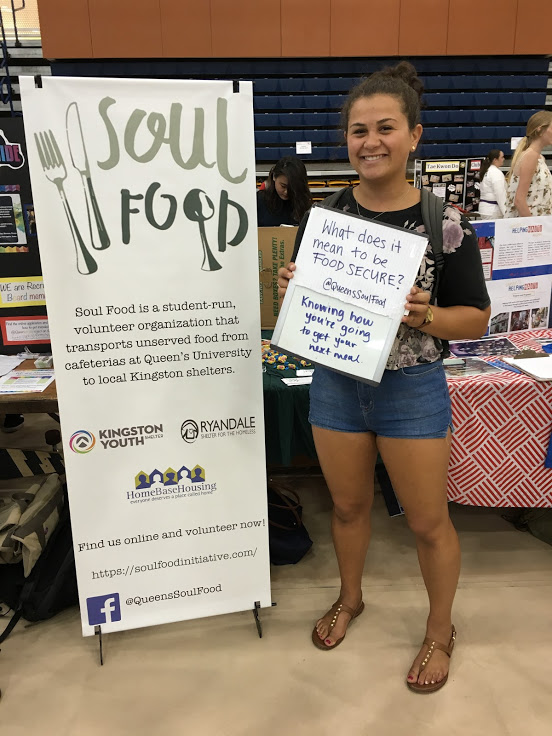 SOUL
FOOD
Soul Food is a student-run,
volunteer organization that
transports unserved food from
cafeterias at Queen's University
to local Kingston shelters.
KINGSTON
YOUTH SHELTER
RYANDALE
SHELTER FOR THE HOMELESS
HomeBaseHousing
everyone deserves a place called home
Find us online and volunteer now!
https://soulfoodinitiative.com/
f @QueensSoulFood
What does it
mean to be
FOOD SECURE?
@QueensSoulFood
Knowing how
you're going
to get your
next meal.
Tae Kwon Do
HELPING
WE are Recru
Board mem